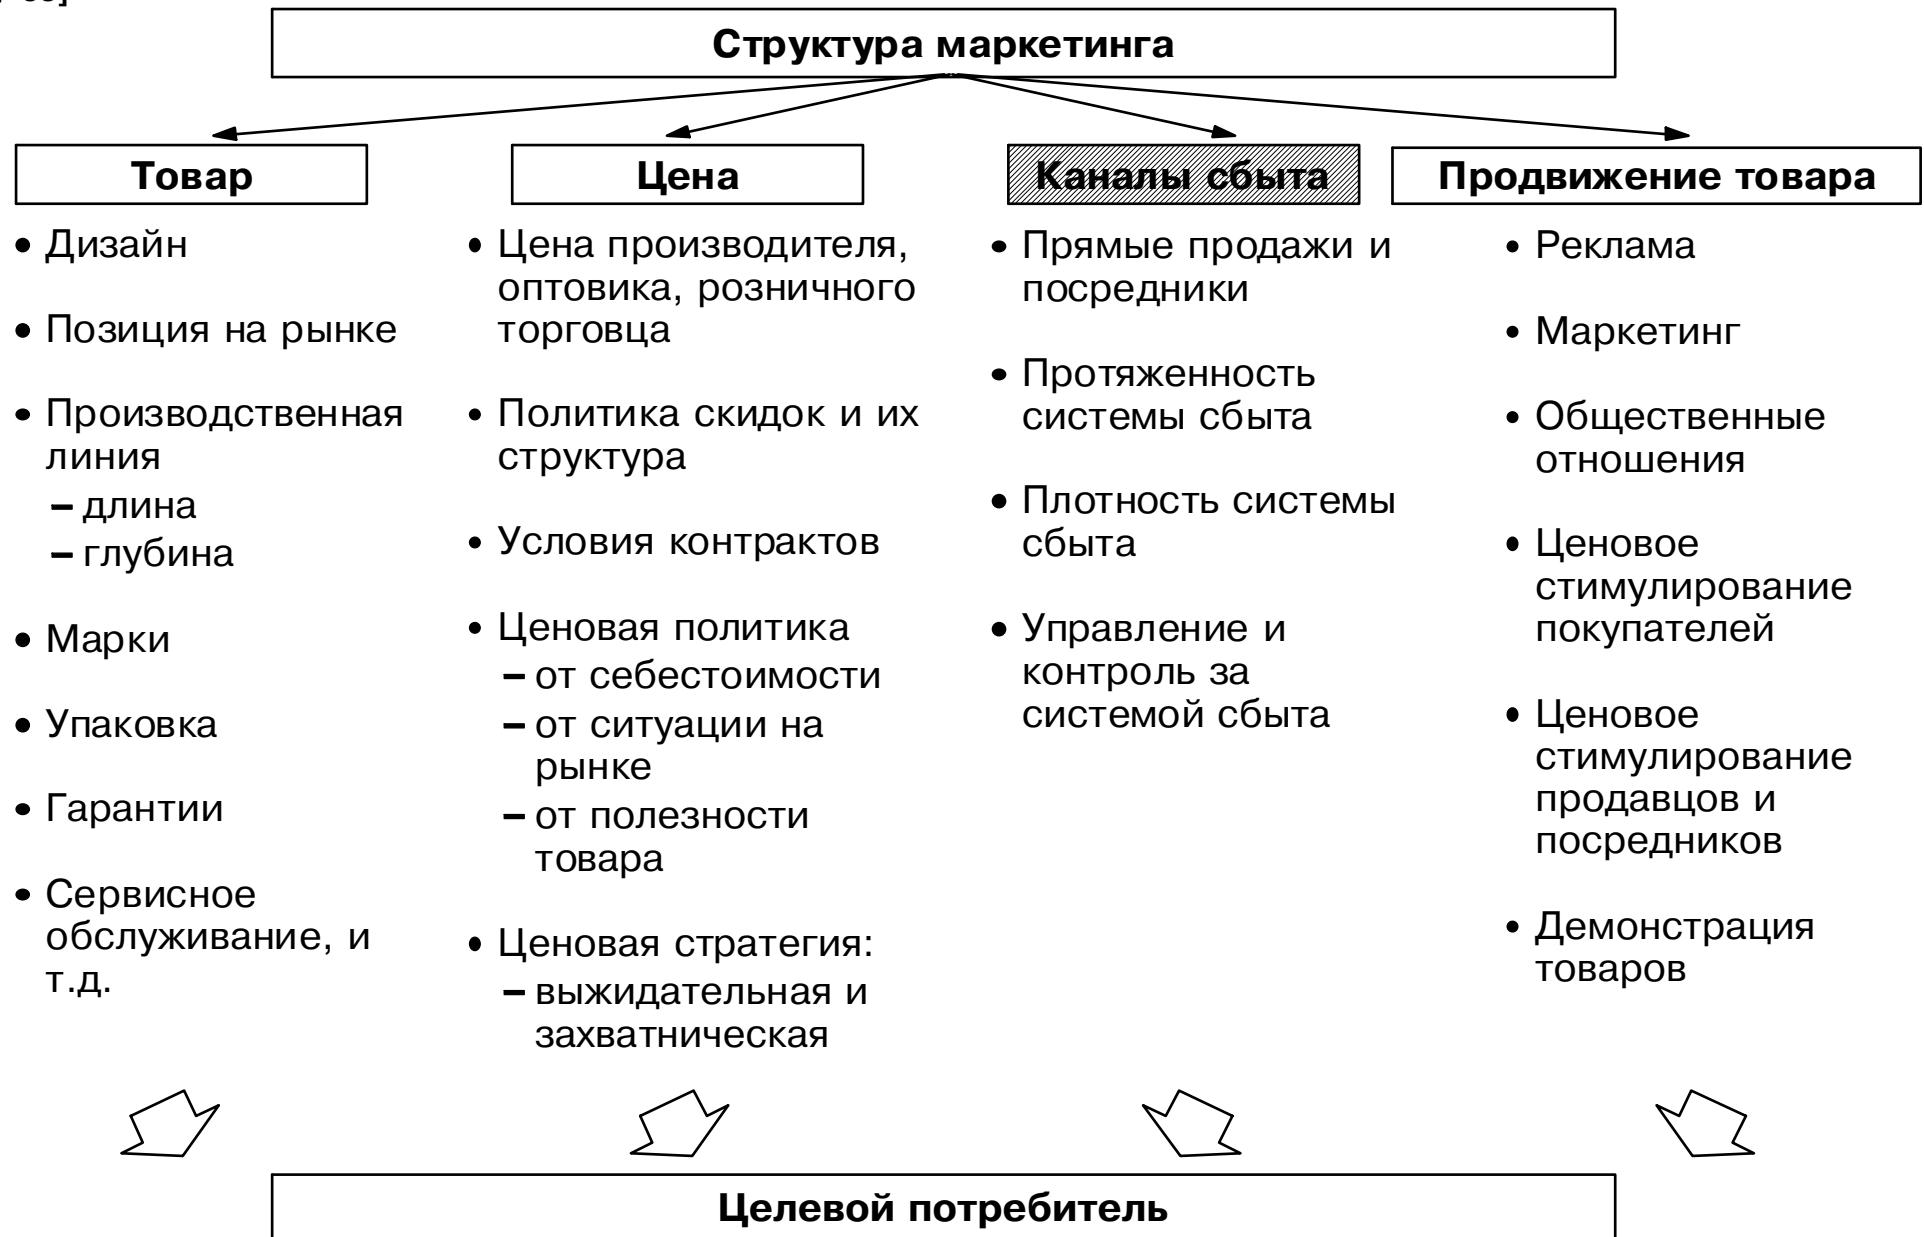 Структура маркетинга
Товар
• Дизайн
• Позиция на рынке
• Производственная
линия
– длина
– глубина
• Марки
• Упаковка
• Гарантии
• Сервисное
обслуживание, и
т.д.
Цена
• Цена производителя,
оптовика, розничного
торговца
• Политика скидок и их
структура
• Условия контрактов
• Ценовая политика
– от себестоимости
– от ситуации на
рынке
– от полезности
товара
• Ценовая стратегия:
– выжидательная и
захватническая
Каналы сбыта
• Прямые продажи и
посредники
• Протяженность
системы сбыта
• Плотность системы
сбыта
• Управление и
контроль за
системой сбыта
Продвижение товара
• Реклама
• Маркетинг
• Общественные
отношения
• Ценовое
стимулирование
покупателей
• Ценовое
стимулирование
продавцов и
посредников
• Демонстрация
товаров
Целевой потребитель